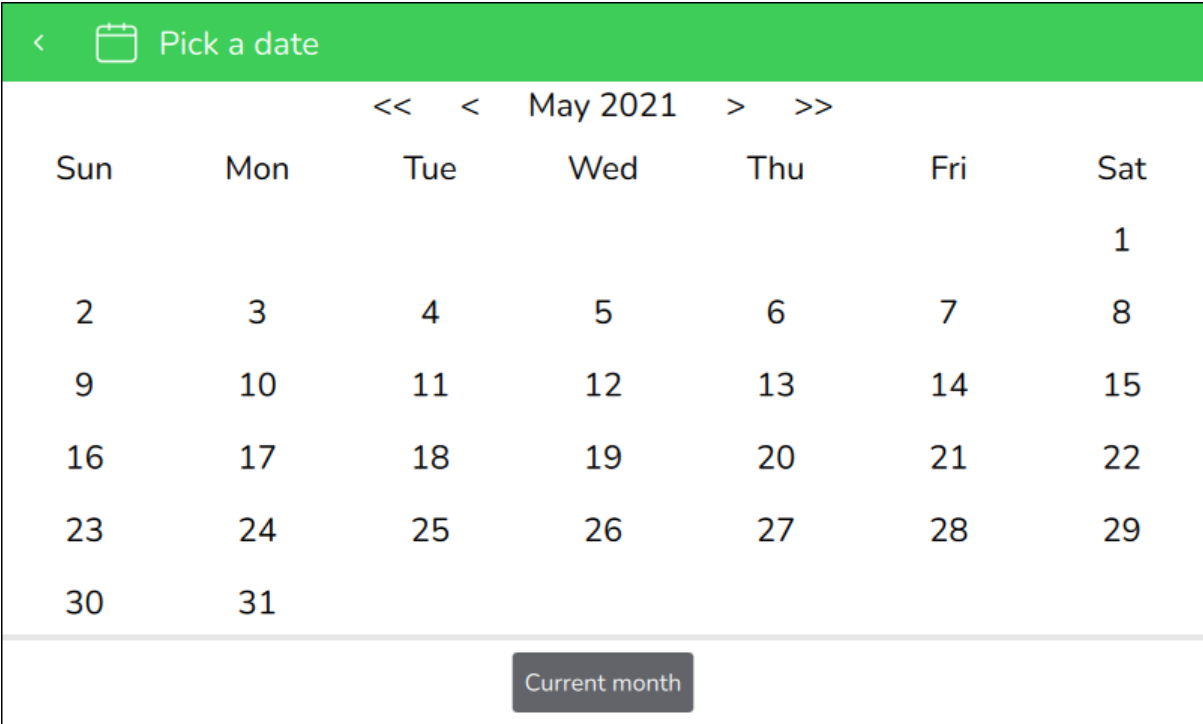 < Pick a date
<< < May 2021 > >>
Sun Mon Tue Wed Thu Fri Sat
1
2 3 4 5 6 7 8
9 10 11 12 13 14 15
16 17 18 19 20 21 22
23 24 25 26 27 28 29
30 31
Current month